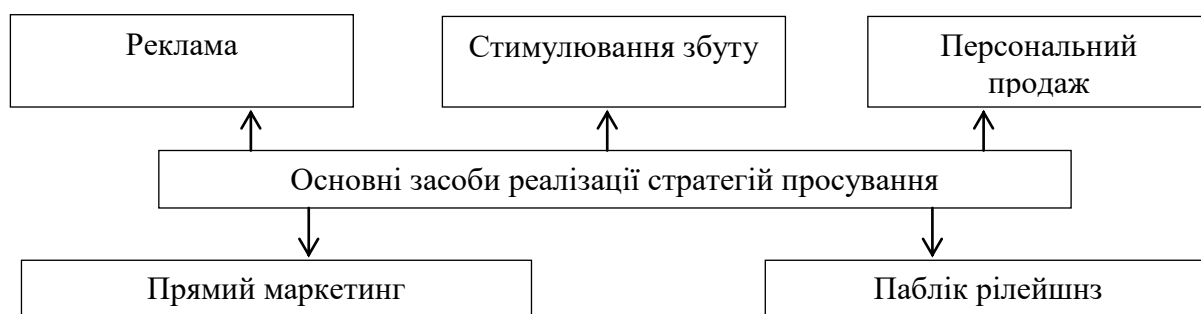 Реклама
Стимулювання збуту
Персональний
продаж
Основні засоби реалізації стратегій просування
Прямий маркетинг
Паблік рілейшнз